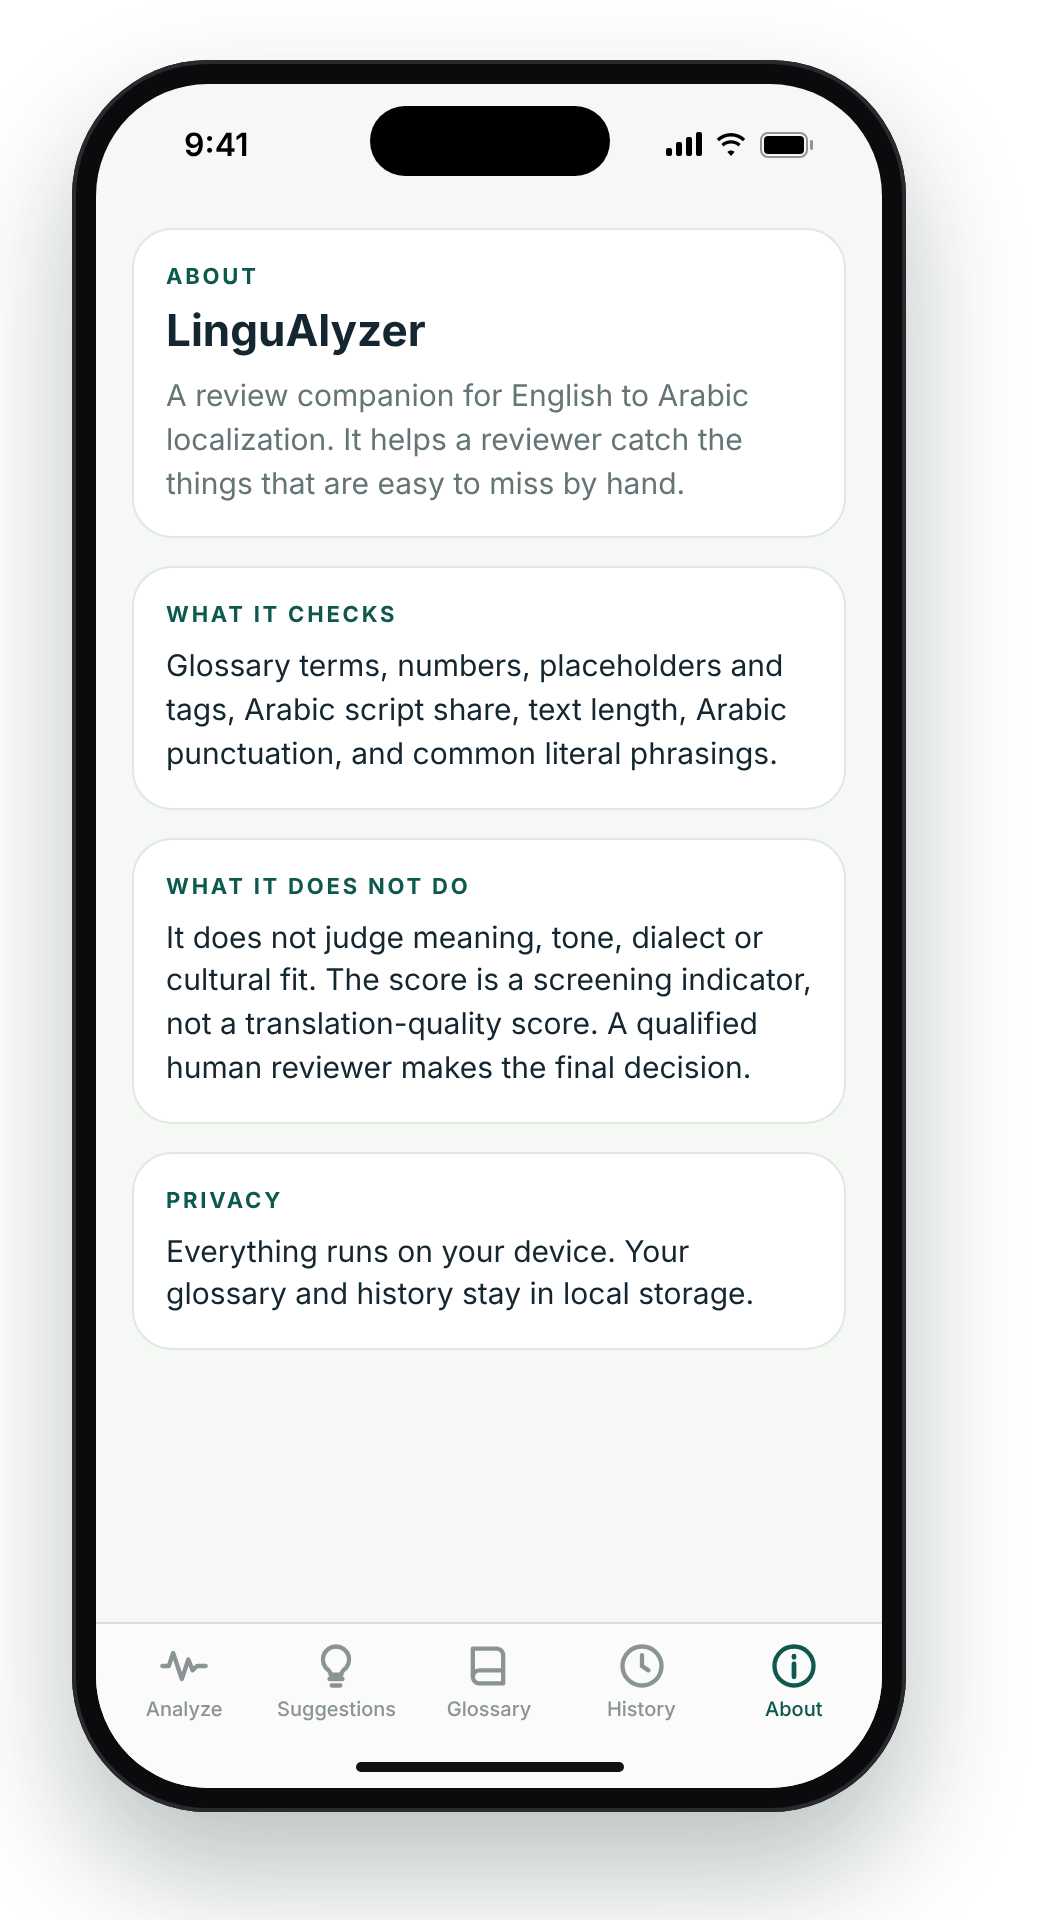 9:41
ABOUT
LinguAlyzer
A review companion for English to Arabic
localization. It helps a reviewer catch the
things that are easy to miss by hand.
WHAT IT CHECKS
Glossary terms, numbers, placeholders and
tags, Arabic script share, text length, Arabic
punctuation, and common literal phrasings.
WHAT IT DOES NOT DO
It does not judge meaning, tone, dialect or
cultural fit. The score is a screening indicator,
not a translation-quality score. A qualified
human reviewer makes the final decision.
PRIVACY
Everything runs on your device. Your
glossary and history stay in local storage.
Analyze Suggestions Glossary History About